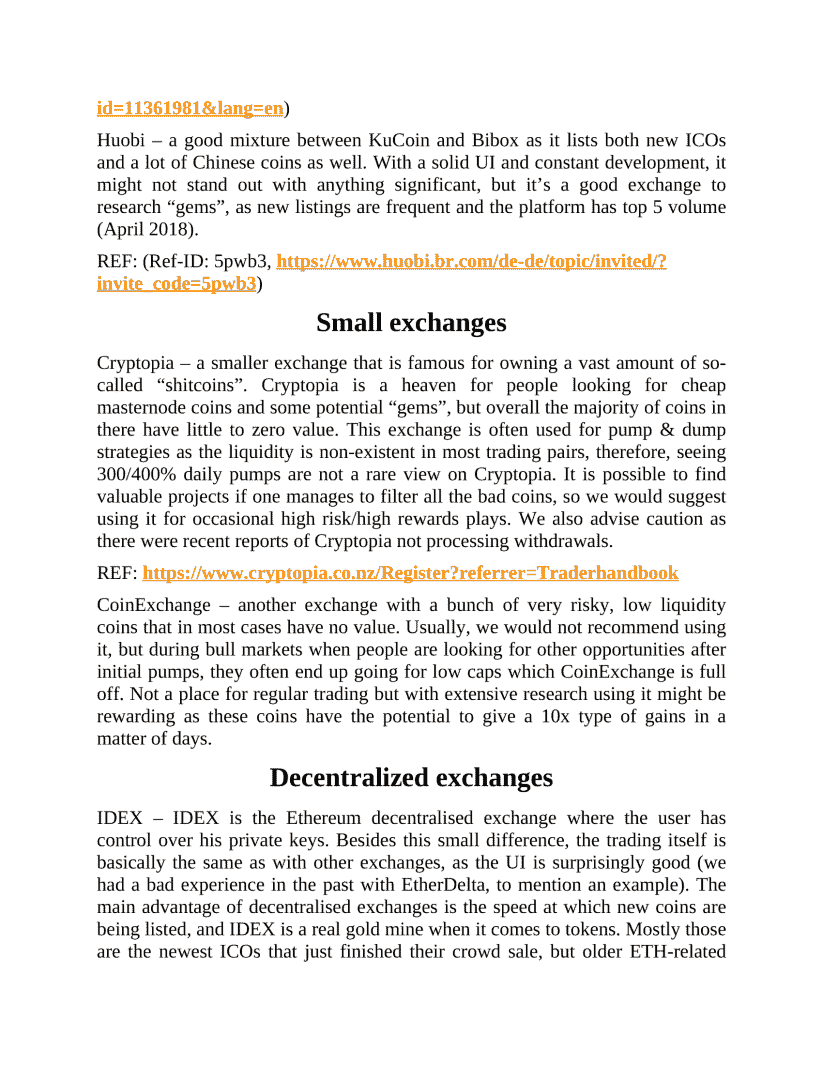 id=11361981&lang=en)
Huobi – a good mixture between KuCoin and Bibox as it lists both new ICOs
and a lot of Chinese coins as well. With a solid UI and constant development, it
might not stand out with anything significant, but it’s a good exchange to
research “gems”, as new listings are frequent and the platform has top 5 volume
(April 2018).
REF: (Ref-ID: 5pwb3, https://www.huobi.br.com/de-de/topic/invited/?
invite_code=5pwb3)
Small exchanges
Cryptopia – a smaller exchange that is famous for owning a vast amount of so-
called “shitcoins”. Cryptopia is a heaven for people looking for cheap
masternode coins and some potential “gems”, but overall the majority of coins in
there have little to zero value. This exchange is often used for pump & dump
strategies as the liquidity is non-existent in most trading pairs, therefore, seeing
300/400% daily pumps are not a rare view on Cryptopia. It is possible to find
valuable projects if one manages to filter all the bad coins, so we would suggest
using it for occasional high risk/high rewards plays. We also advise caution as
there were recent reports of Cryptopia not processing withdrawals.
REF: https://www.cryptopia.co.nz/Register?referrer=Traderhandbook
CoinExchange – another exchange with a bunch of very risky, low liquidity
coins that in most cases have no value. Usually, we would not recommend using
it, but during bull markets when people are looking for other opportunities after
initial pumps, they often end up going for low caps which CoinExchange is full
off. Not a place for regular trading but with extensive research using it might be
rewarding as these coins have the potential to give a 10x type of gains in a
matter of days.
Decentralized exchanges
IDEX – IDEX is the Ethereum decentralised exchange where the user has
control over his private keys. Besides this small difference, the trading itself is
basically the same as with other exchanges, as the UI is surprisingly good (we
had a bad experience in the past with EtherDelta, to mention an example). The
main advantage of decentralised exchanges is the speed at which new coins are
being listed, and IDEX is a real gold mine when it comes to tokens. Mostly those
are the newest ICOs that just finished their crowd sale, but older ETH-related